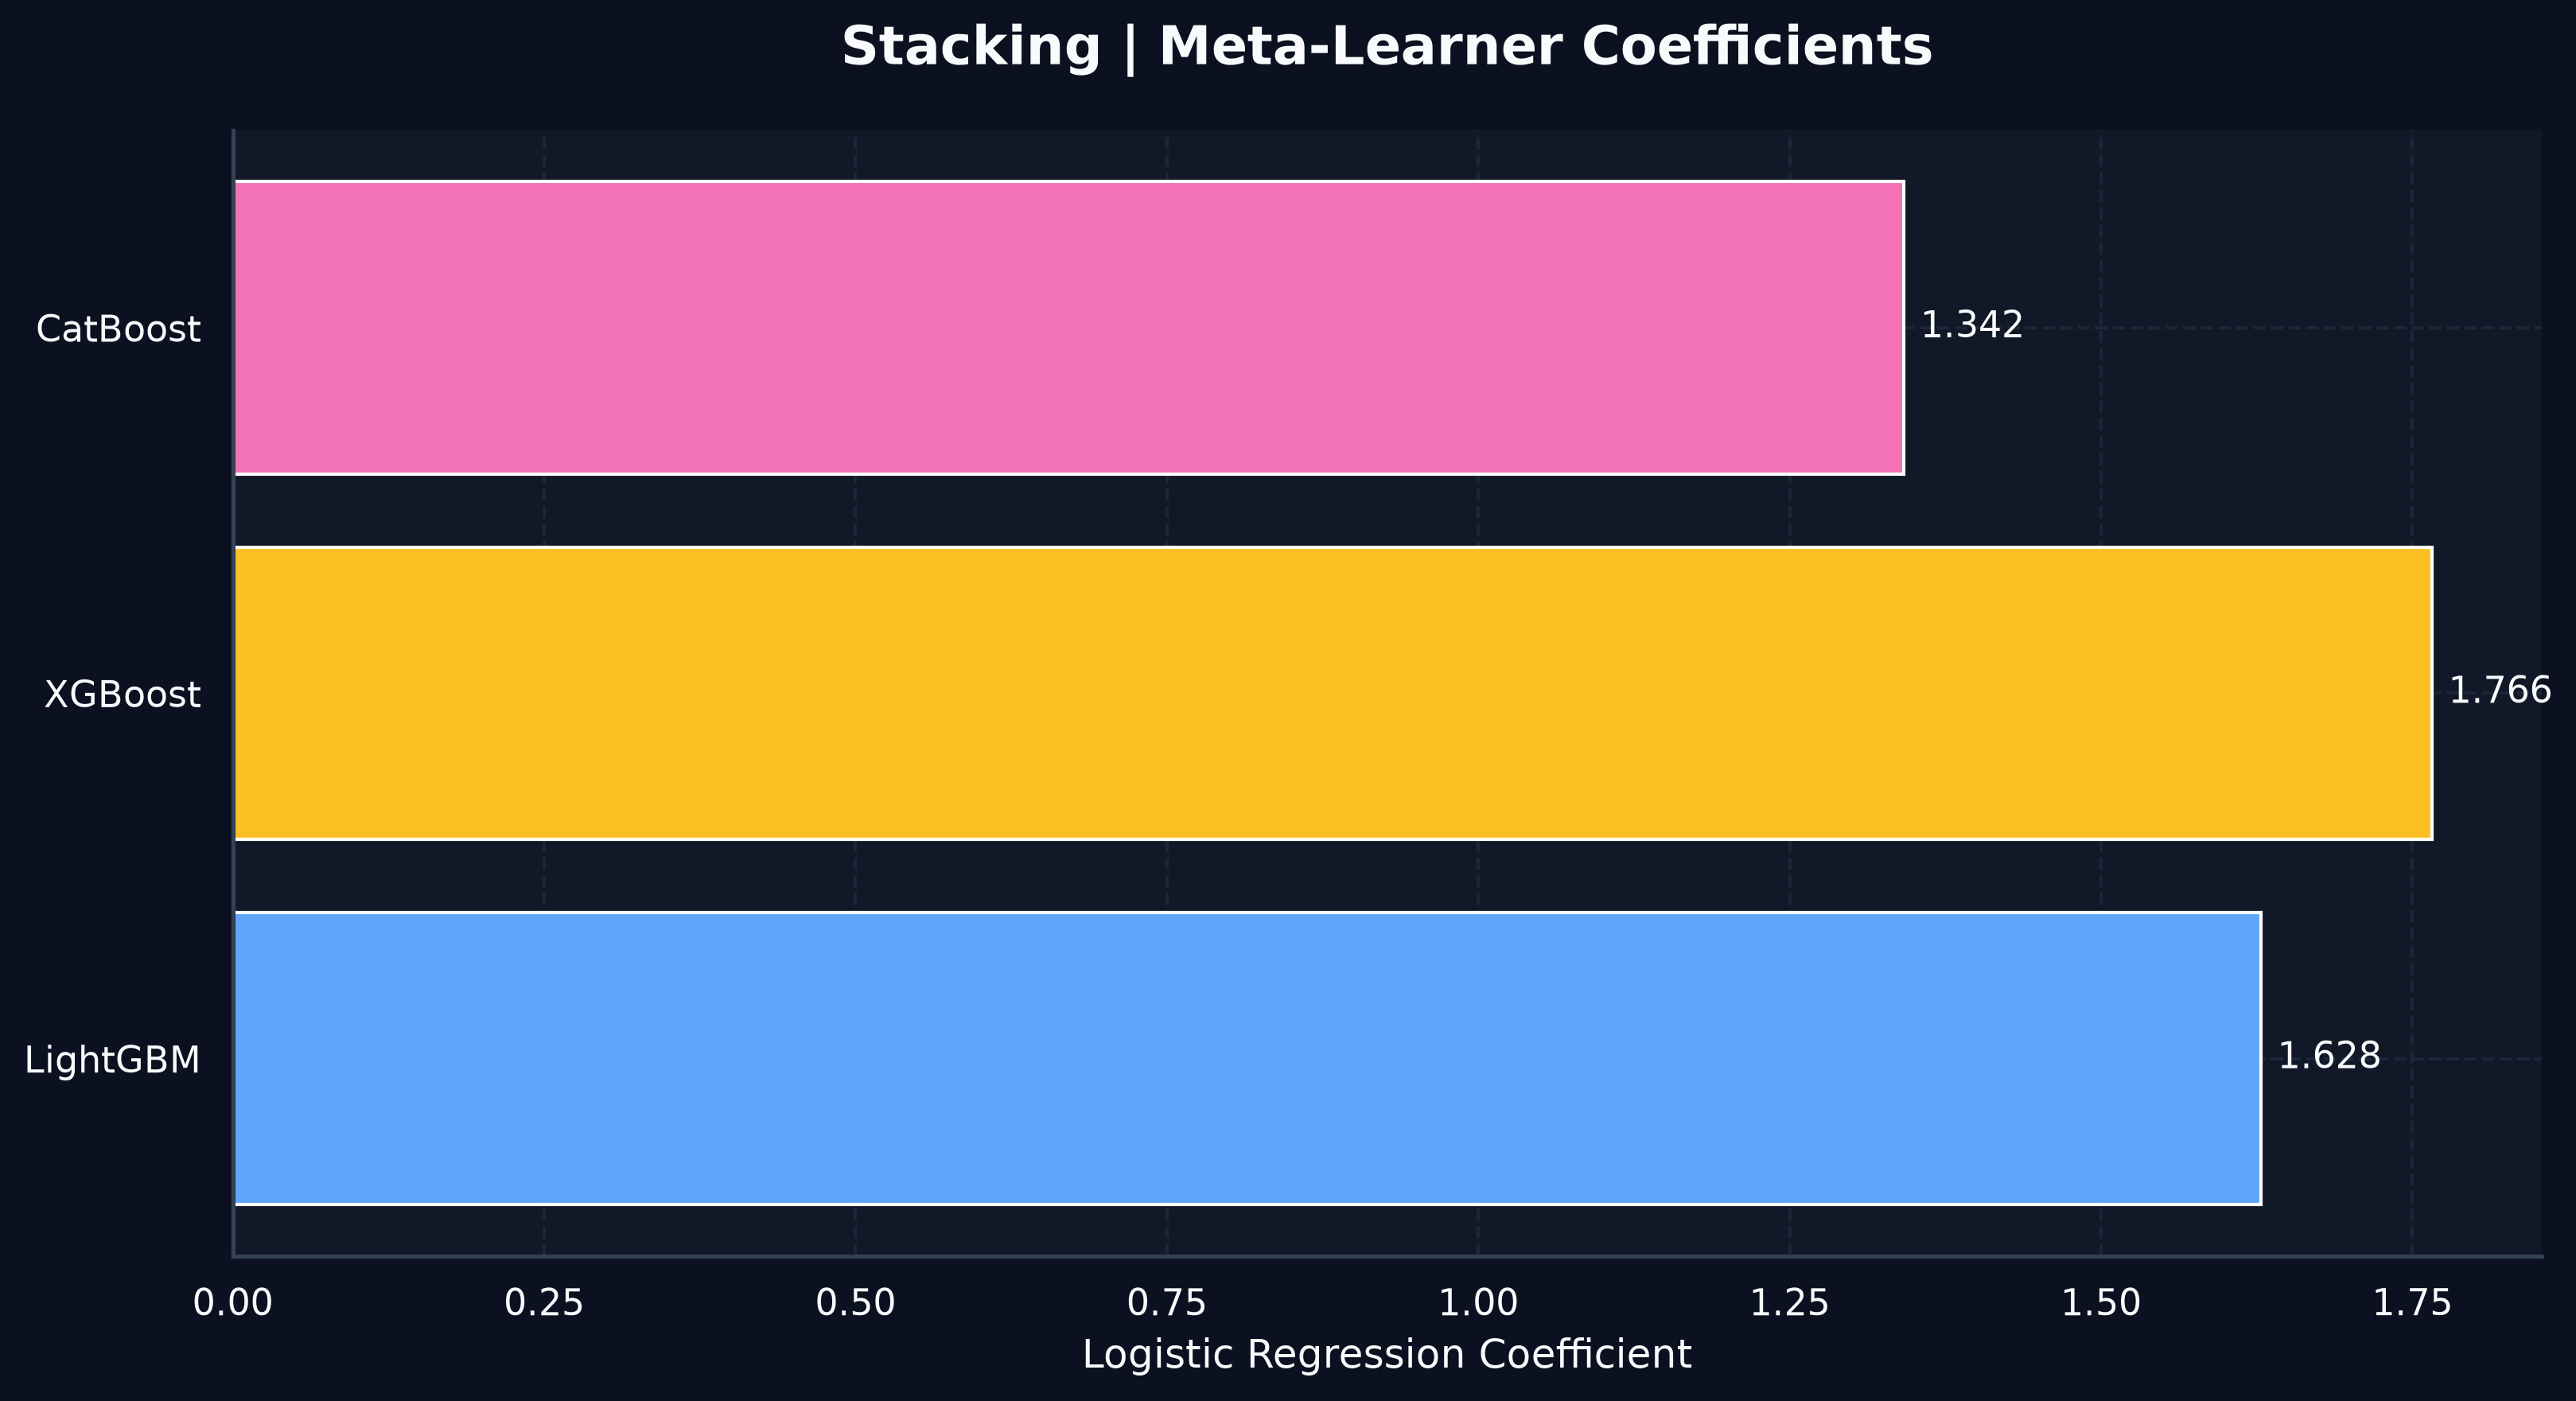 Stacking | Meta-Learner Coefficients
CatBoost
1.342
XGBoost
1.766
LightGBM
1.628
0.00 0.25 0.50 0.75 1.00 1.25 1.50 1.75
Logistic Regression Coefficient